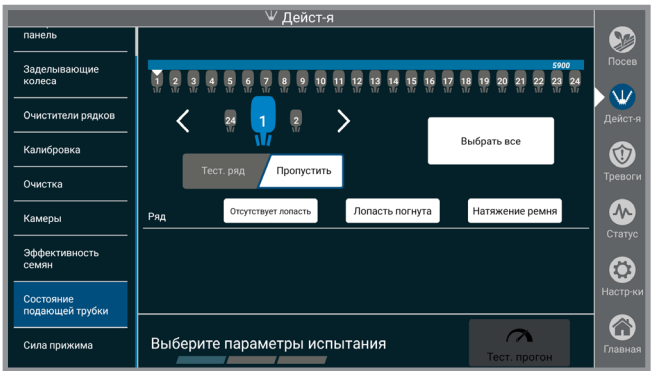 Дейст-я
панель
Заделывающие
колеса
Очистители рядков
Калибровка
Очистка
Камеры
Эффективность
семян
Состояние
подающей трубки
Сила прижима
5900
1 2 3 4 5 6 7 8 9 10 11 12 13 14 15 16 17 18 19 20 21 22 23 24
24 1 2
Выбрать все
Тест. ряд Пропустить
Ряд Отсутствует лопасть Лопасть погнута Натяжение ремня
Выберите параметры испытания
Тест. прогон
Посев
Дейст-я
Тревоги
Статус
Настр-ки
Главная